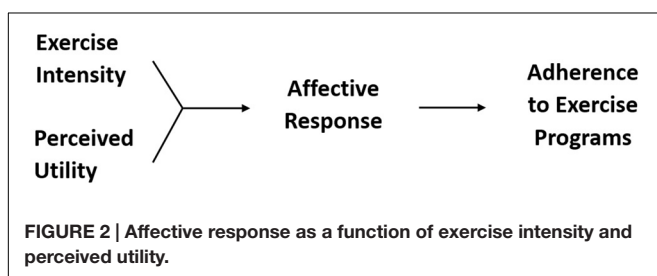 Exercise
Intensity
Perceived
Utility
Affective
Response
Adherence
to Exercise
Programs
FIGURE 2 | Affective response as a function of exercise intensity and
perceived utility.